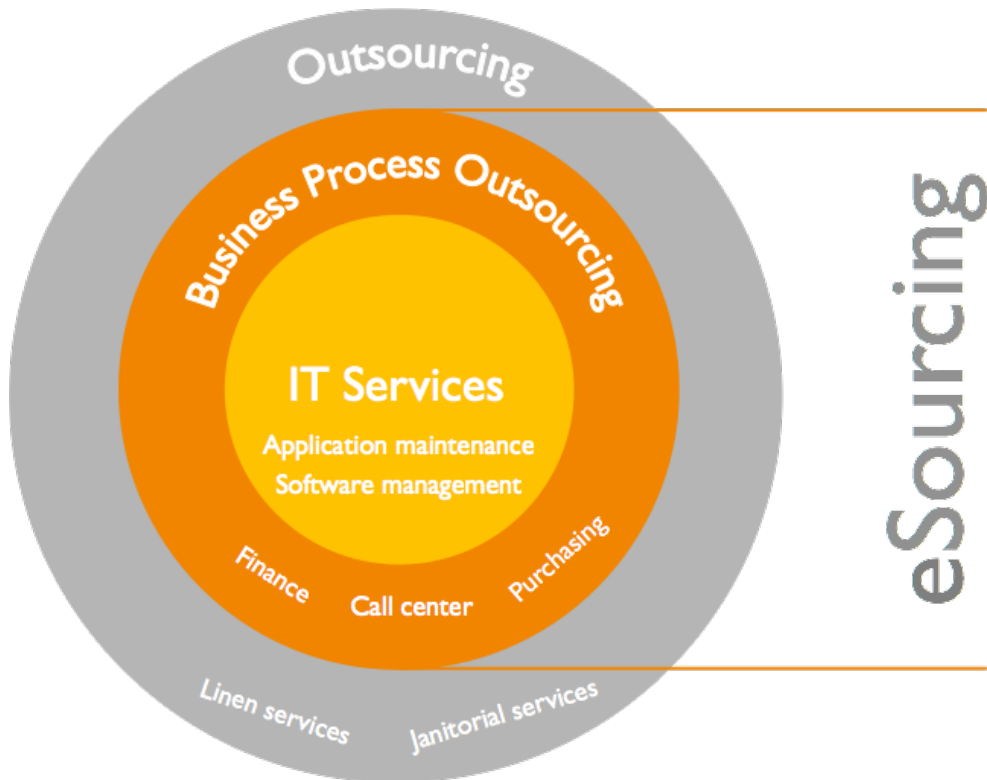 Outsourcing
Business Process Outsourcing
IT Services
Application maintenance
Software management
Finance
Call center
Purchasing
Linen services
Janitorial services
eSourcing